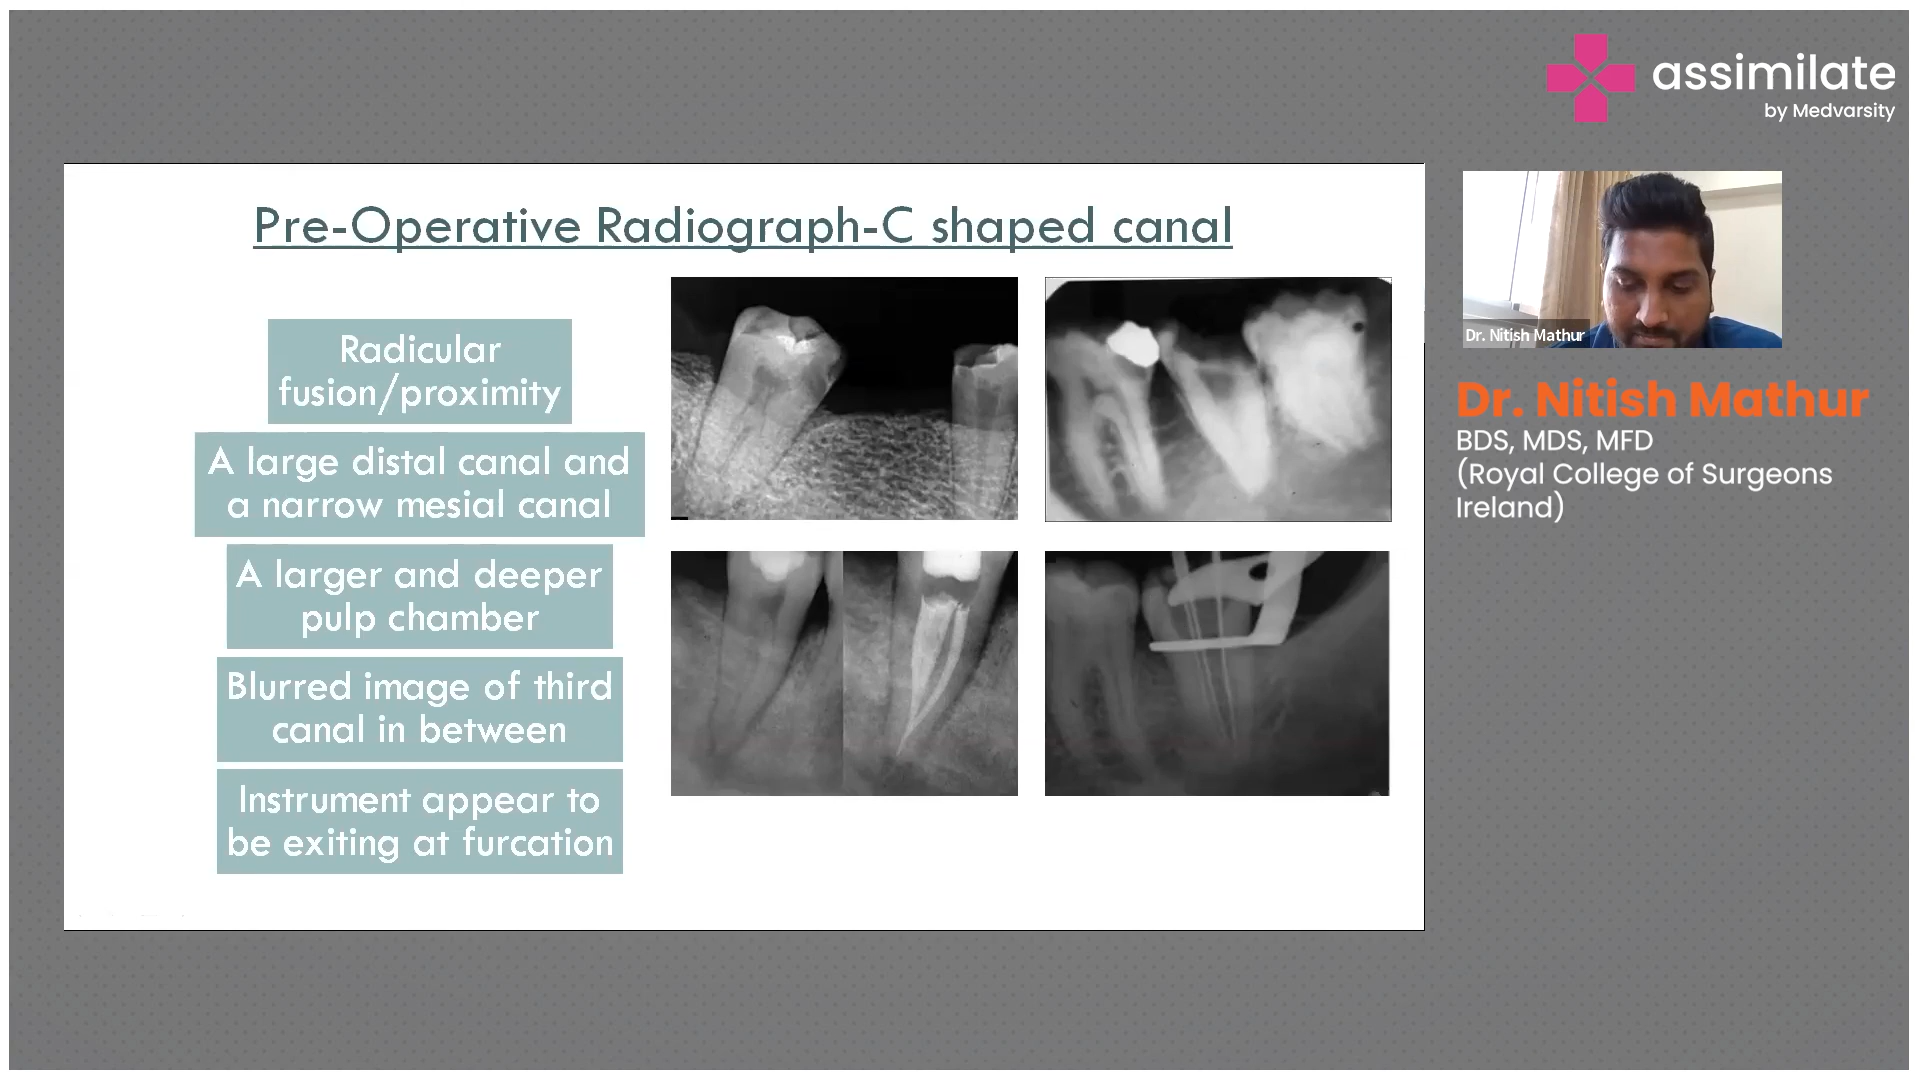 assimilate
by Medvarsity
Pre-Operative Radiograph-C shaped canal
Radicular
fusion/proximity
A large distal canal and
a narrow mesial canal
A larger and deeper
pulp chamber
Blurred image of third
canal in between
Instrument appear to
be exiting at furcation
Dr. Nitish Mathur
Dr. Nitish Mathur
BDS, MDS, MFD
(Royal College of Surgeons
Ireland)